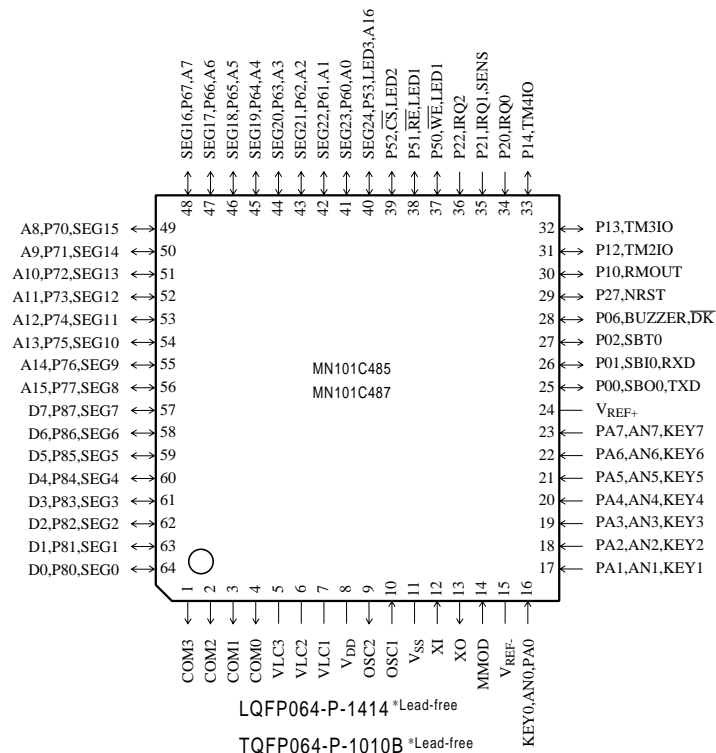 SEG16,P67,A7
SEG17,P66,A6
SEG18,P65,A5
SEG19,P64,A4
SEG20,P63,A3
SEG21,P62,A2
SEG22,P61,A1
SEG23,P60,A0
SEG24,P53,LED3,A16
P52,C̅S̅,LED2
P51,R̅E̅,LED1
P50,W̅E̅,LED1
P22,IRQ2
P21,IRQ1,SENS
P20,IRQ0
P14,TM4IO
48 47 46 45 44 43 42 41 40 39 38 37 36 35 34 33
A8,P70,SEG15 49
A9,P71,SEG14 50
A10,P72,SEG13 51
A11,P73,SEG12 52
A12,P74,SEG11 53
A13,P75,SEG10 54
A14,P76,SEG9 55
A15,P77,SEG8 56
D7,P87,SEG7 57
D6,P86,SEG6 58
D5,P85,SEG5 59
D4,P84,SEG4 60
D3,P83,SEG3 61
D2,P82,SEG2 62
D1,P81,SEG1 63
D0,P80,SEG0 64
MN101C485
MN101C487
32 P13,TM3IO
31 P12,TM2IO
30 P10,RMOUT
29 P27,NRST
28 P06,BUZZER,D̅K̅
27 P02,SBT0
26 P01,SBI0,RXD
25 P00,SBO0,TXD
24 VREF+
23 PA7,AN7,KEY7
22 PA6,AN6,KEY6
21 PA5,AN5,KEY5
20 PA4,AN4,KEY4
19 PA3,AN3,KEY3
18 PA2,AN2,KEY2
17 PA1,AN1,KEY1
1 2 3 4 5 6 7 8 9 10 11 12 13 14 15 16
COM3
COM2
COM1
COM0
VLC3
VLC2
VLC1
VDD
OSC2
OSC1
VSS
XI
XO
MMOD
VREF-
KEY0,AN0,PA0
LQFP064-P-1414 *Lead-free
TQFP064-P-1010B *Lead-free